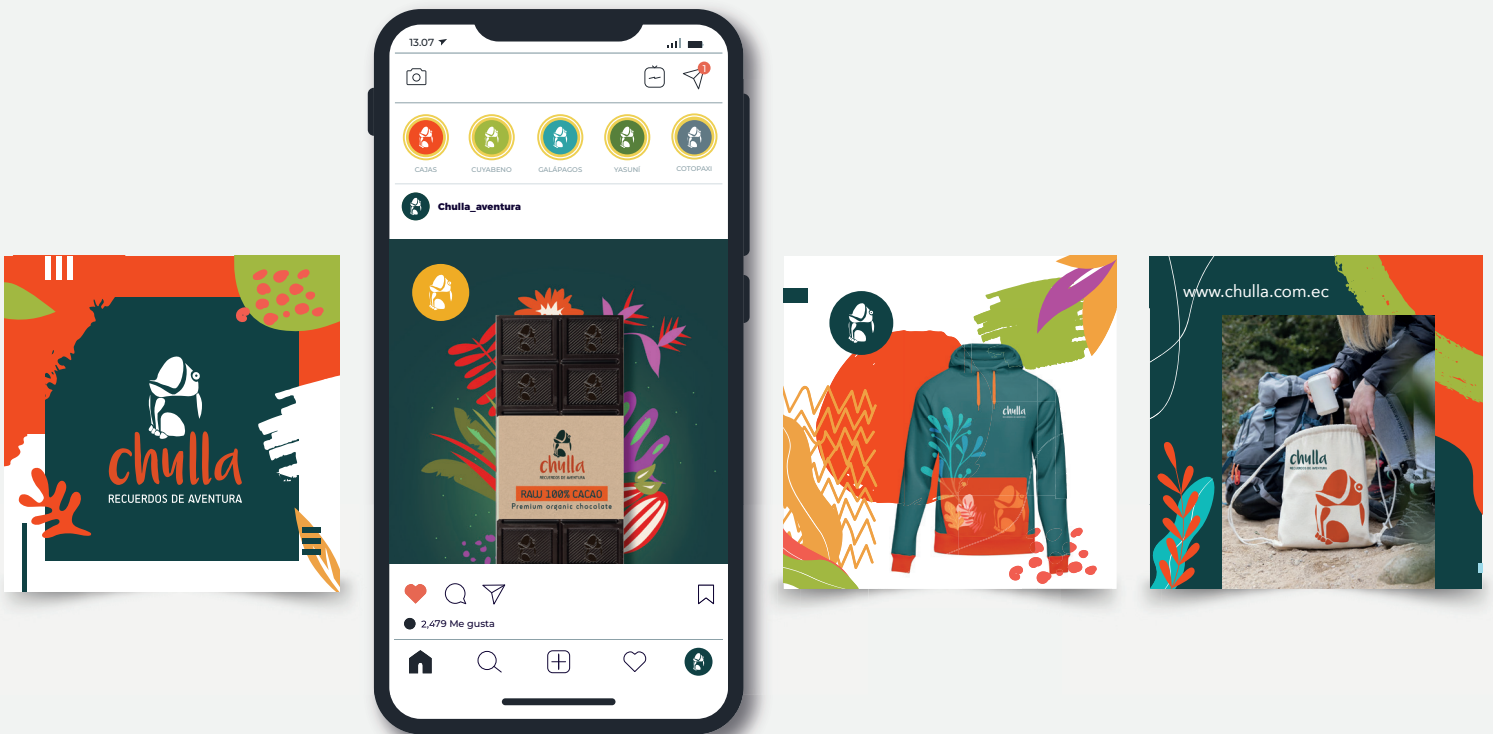 chulla
RECUERDOS DE AVENTURA
13.07
1
CAJAS
CUYABENO
GALÁPAGOS
YASUNÍ
COTOPAXI
Chulla_aventura
chulla
RECUERDOS DE AVENTURA
RAW 100% CACAO
Premium organic chocolate
2,479 Me gusta
chulla
www.chulla.com.ec
chulla
RECUERDOS DE AVENTURA